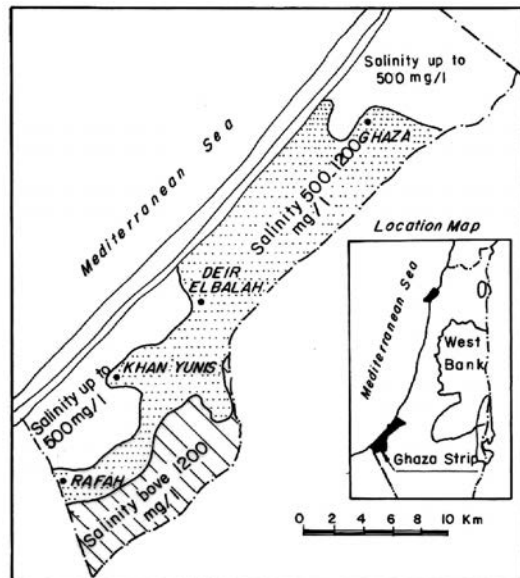 Salinity up to
500 mg/l
GHAZA
Mediterranean Sea
Salinity 500-1200
mg/l
DEIR
ELBALAH
KHAN YUNIS
Salinity up to
500 mg/l
RAFAH
Salinity bove 1200
mg/l
Location Map
Mediterranean Sea
West
Bank
Ghaza Strip
0 2 4 6 8 10 Km